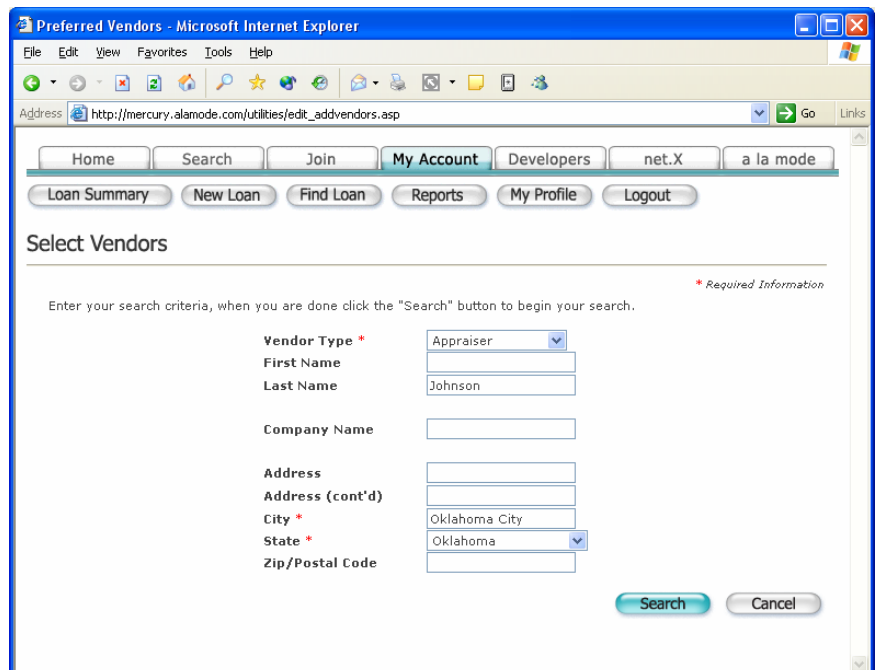 Preferred Vendors - Microsoft Internet Explorer
File Edit View Favorites Tools Help
Address http://mercury.alamode.com/utilities/edit_addvendors.asp Go Links
Home Search Join My Account Developers net.X a la mode
Loan Summary New Loan Find Loan Reports My Profile Logout
Select Vendors
* Required Information
Enter your search criteria, when you are done click the "Search" button to begin your search.
Vendor Type * Appraiser
First Name
Last Name Johnson
Company Name
Address
Address (cont'd)
City * Oklahoma City
State * Oklahoma
Zip/Postal Code
Search Cancel